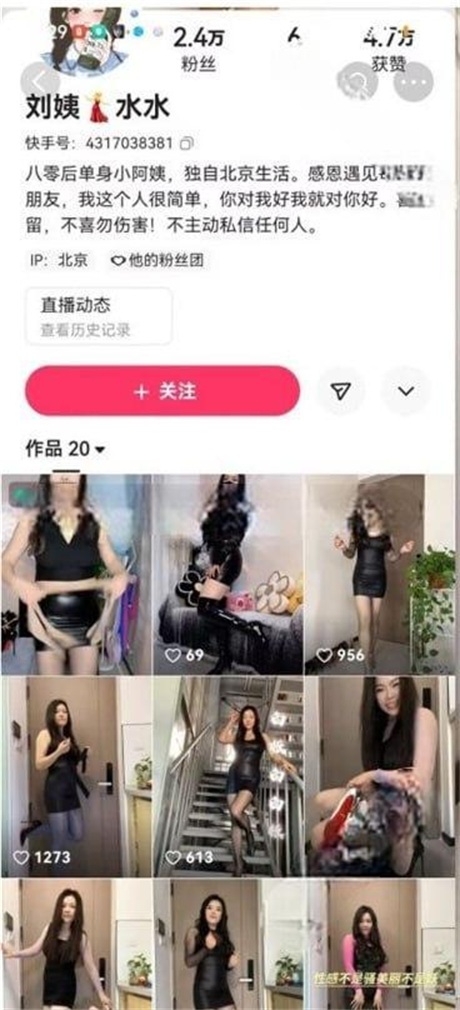 29
2.4万
4.7万
粉丝
获赞
刘姨水水
快手号：4317038381
八零后单身小阿姨，独自北京生活。感恩遇见
朋友，我这个人很简单，你对我好我就对你好。
留，不喜勿伤害！不主动私信任何人。
IP：北京 他的粉丝团
直播动态
查看历史记录
+ 关注
作品 20
69
956
1273
613
性感不是骚美丽不是妖